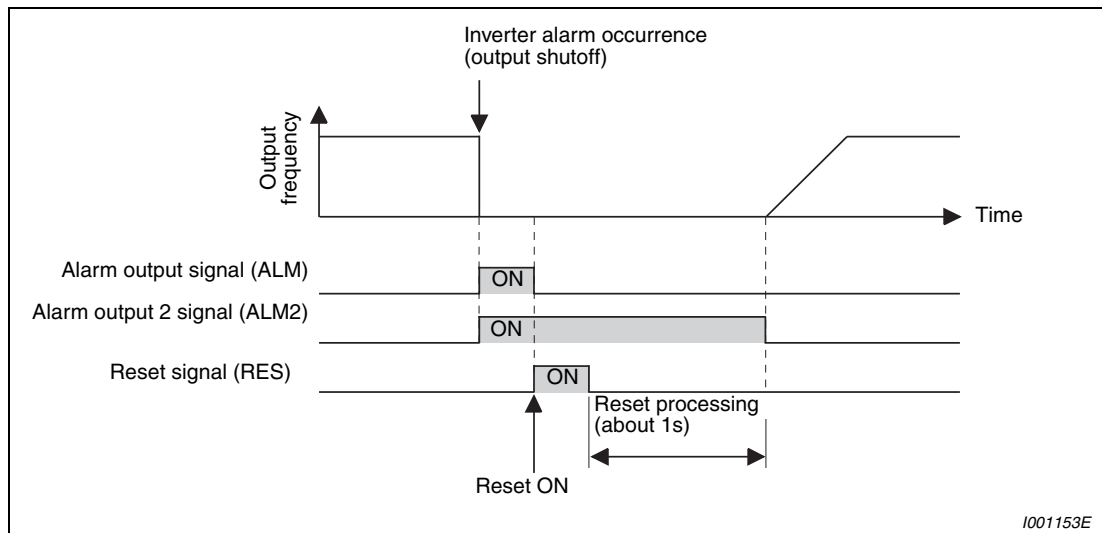 Inverter alarm occurrence
(output shutoff)
Output
frequency
Time
Alarm output signal (ALM)
ON
Alarm output 2 signal (ALM2)
ON
Reset signal (RES)
ON
Reset processing
(about 1s)
Reset ON
I001153E